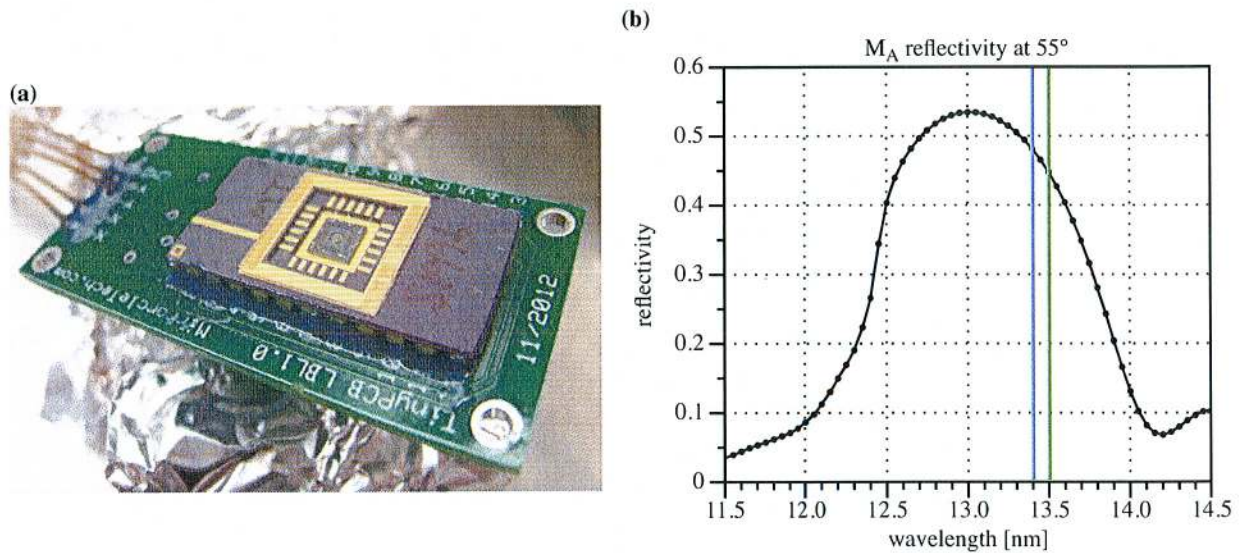 (a)
MirrorcleTech.com
TinyPCB LBL1.0
11/2012
(b)
M_A reflectivity at 55°
reflectivity
0.6
0.5
0.4
0.3
0.2
0.1
0
11.5 12.0 12.5 13.0 13.5 14.0 14.5
wavelength [nm]